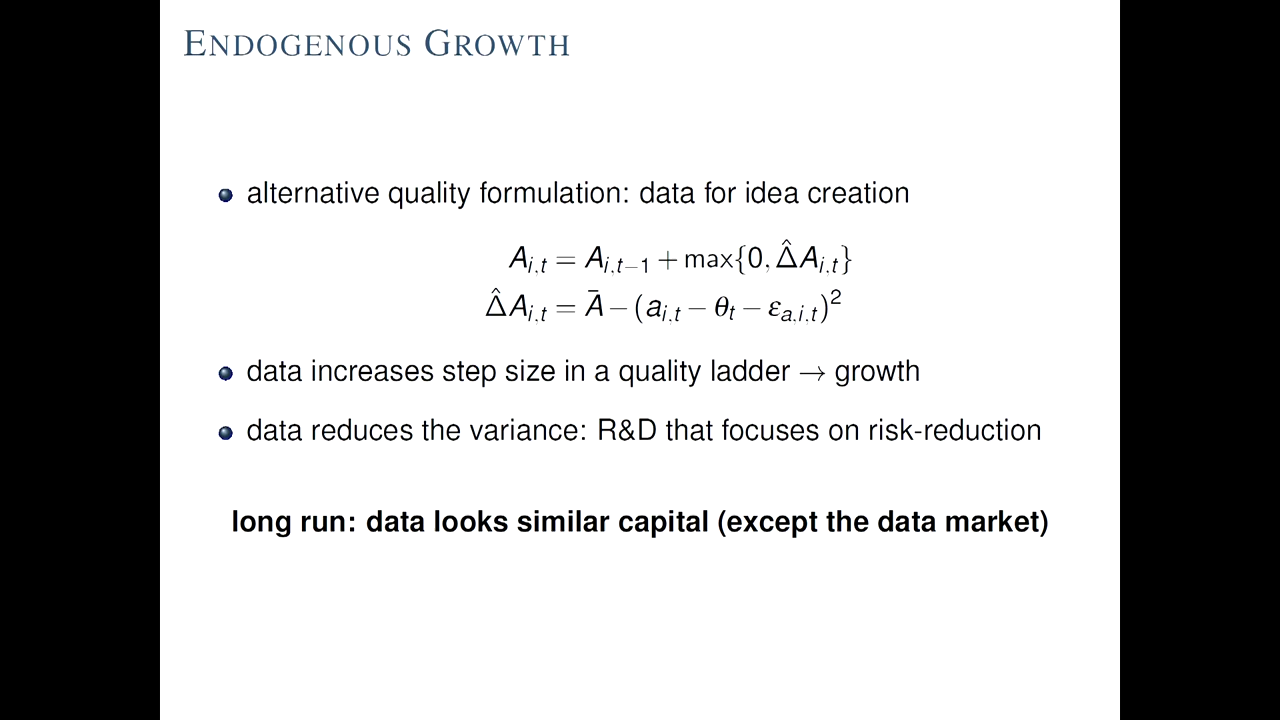 ENDOGENOUS GROWTH
alternative quality formulation: data for idea creation
A_{i,t} = A_{i,t−1} + max{0, Δ̂A_{i,t}}
Δ̂A_{i,t} = Ā − (a_{i,t} − θ_t − ε_{a,i,t})²
data increases step size in a quality ladder → growth
data reduces the variance: R&D that focuses on risk-reduction
long run: data looks similar capital (except the data market)